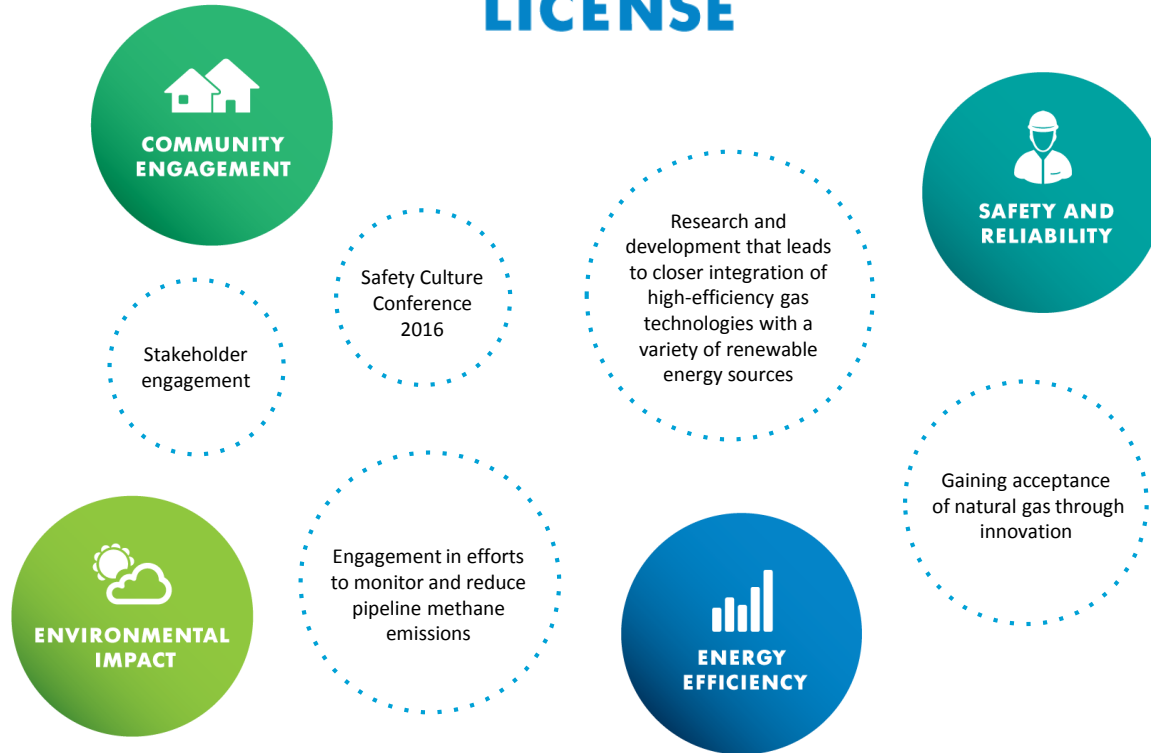 LICENSE
COMMUNITY
ENGAGEMENT
SAFETY AND
RELIABILITY
Research and
development that leads
to closer integration of
high-efficiency gas
technologies with a
variety of renewable
energy sources
Safety Culture
Conference
2016
Stakeholder
engagement
Gaining acceptance
of natural gas through
innovation
Engagement in efforts
to monitor and reduce
pipeline methane
emissions
ENVIRONMENTAL
IMPACT
ENERGY
EFFICIENCY